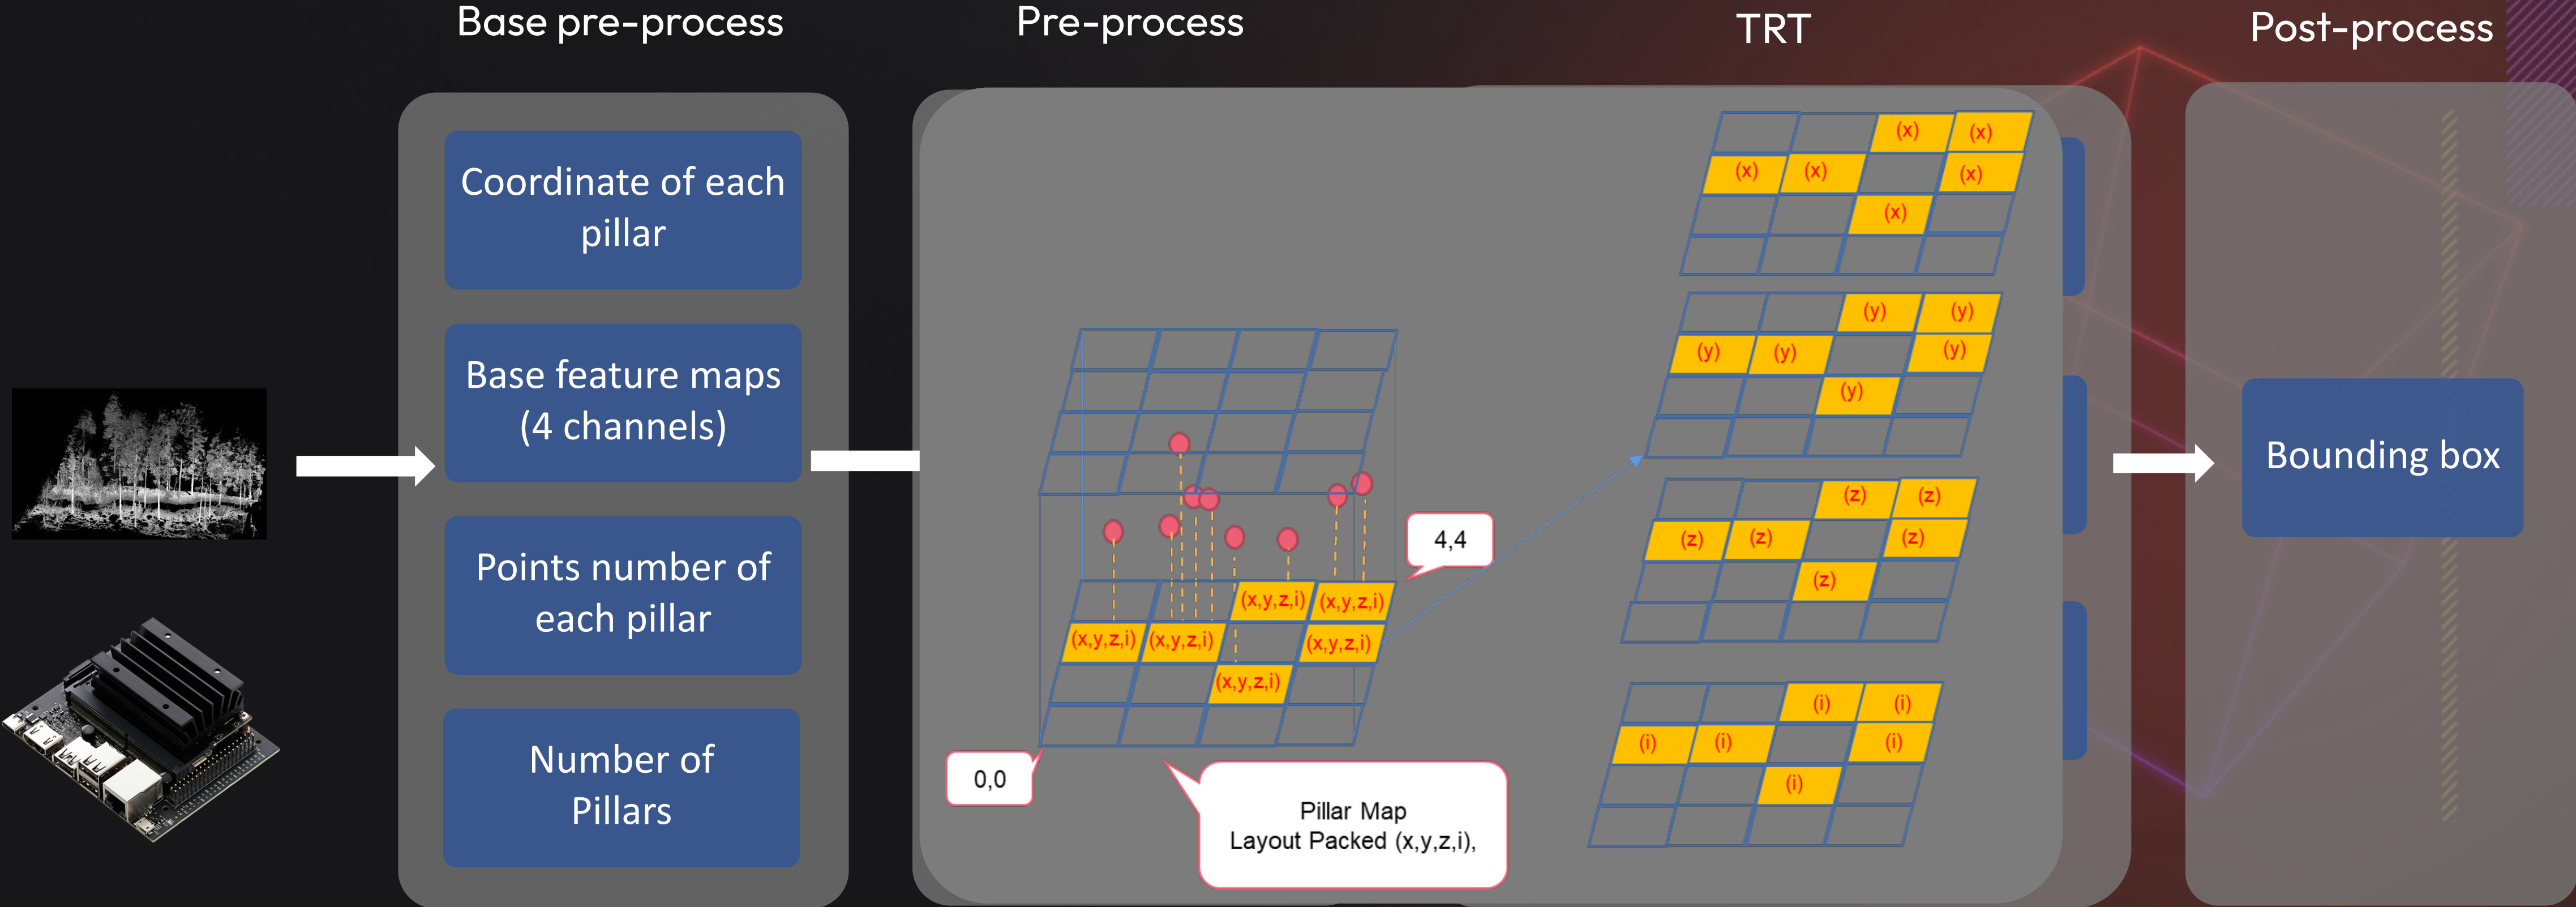 Base pre-process
Pre-process
TRT
Post-process
Coordinate of each
pillar
Base feature maps
(4 channels)
Points number of
each pillar
Number of
Pillars
(x,y,z,i) (x,y,z,i)
(x,y,z,i) (x,y,z,i) (x,y,z,i)
(x,y,z,i)
4,4
0,0
Pillar Map
Layout Packed (x,y,z,i),
(x) (x)
(x) (x) (x)
(x)
(y) (y)
(y) (y) (y)
(y)
(z) (z)
(z) (z) (z)
(z)
(i) (i)
(i) (i) (i)
(i)
Bounding box